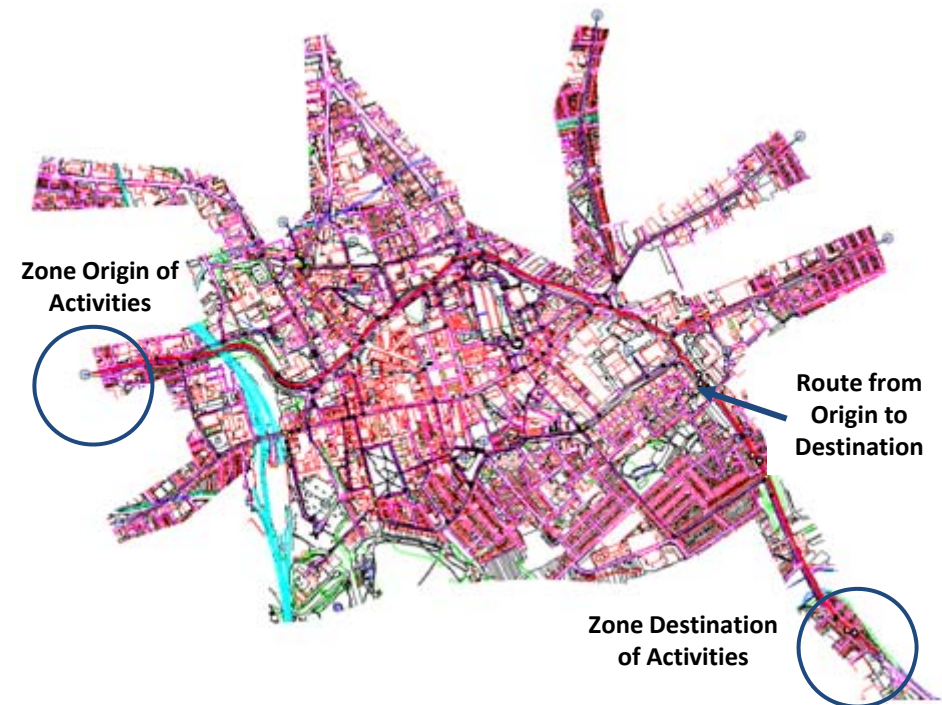 Zone Origin of
Activities
Route from
Origin to
Destination
Zone Destination
of Activities